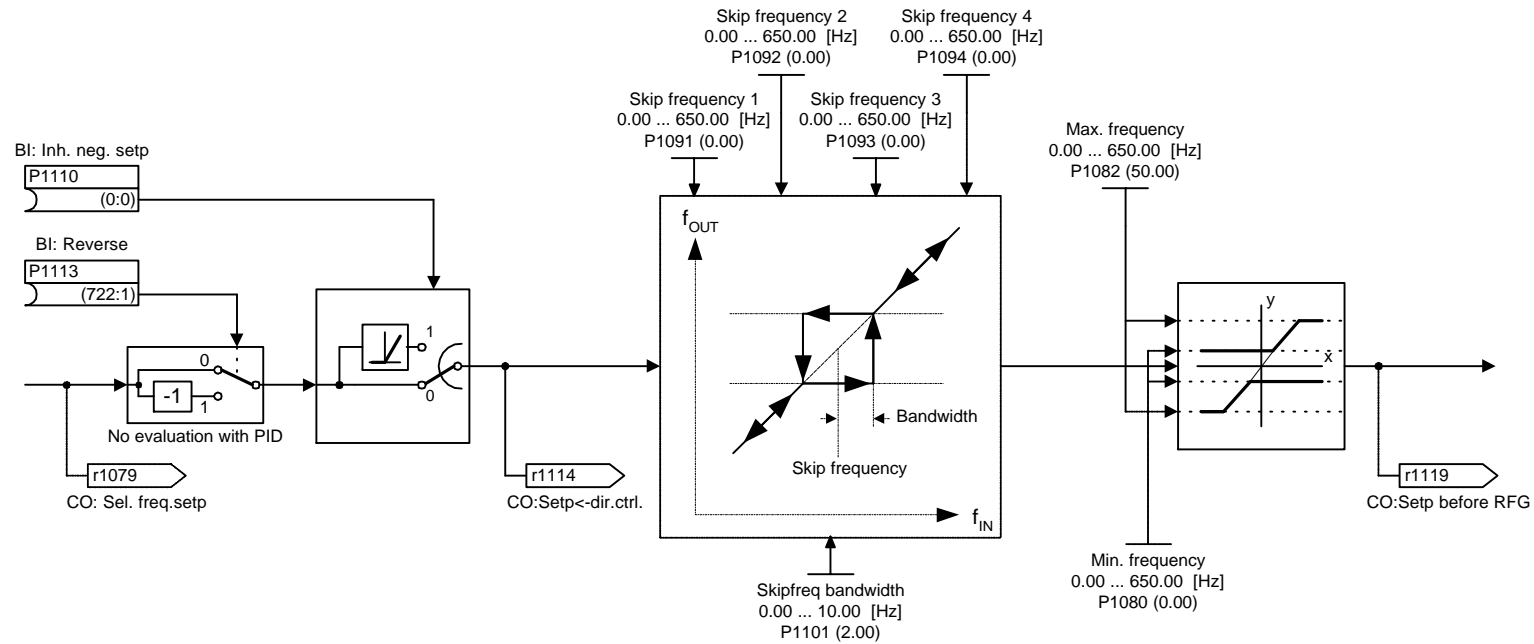 Skip frequency 2
0.00 ... 650.00 [Hz]
P1092 (0.00)
Skip frequency 4
0.00 ... 650.00 [Hz]
P1094 (0.00)
Skip frequency 1
0.00 ... 650.00 [Hz]
P1091 (0.00)
Skip frequency 3
0.00 ... 650.00 [Hz]
P1093 (0.00)
Max. frequency
0.00 ... 650.00 [Hz]
P1082 (50.00)
BI: Inh. neg. setp
P1110
(0:0)
BI: Reverse
P1113
(722:1)
0
-1
1
No evaluation with PID
1
0
r1079
CO: Sel. freq.setp
r1114
CO:Setp<-dir.ctrl.
fOUT
Bandwidth
Skip frequency
fIN
y
x
r1119
CO:Setp before RFG
Skipfreq bandwidth
0.00 ... 10.00 [Hz]
P1101 (2.00)
Min. frequency
0.00 ... 650.00 [Hz]
P1080 (0.00)